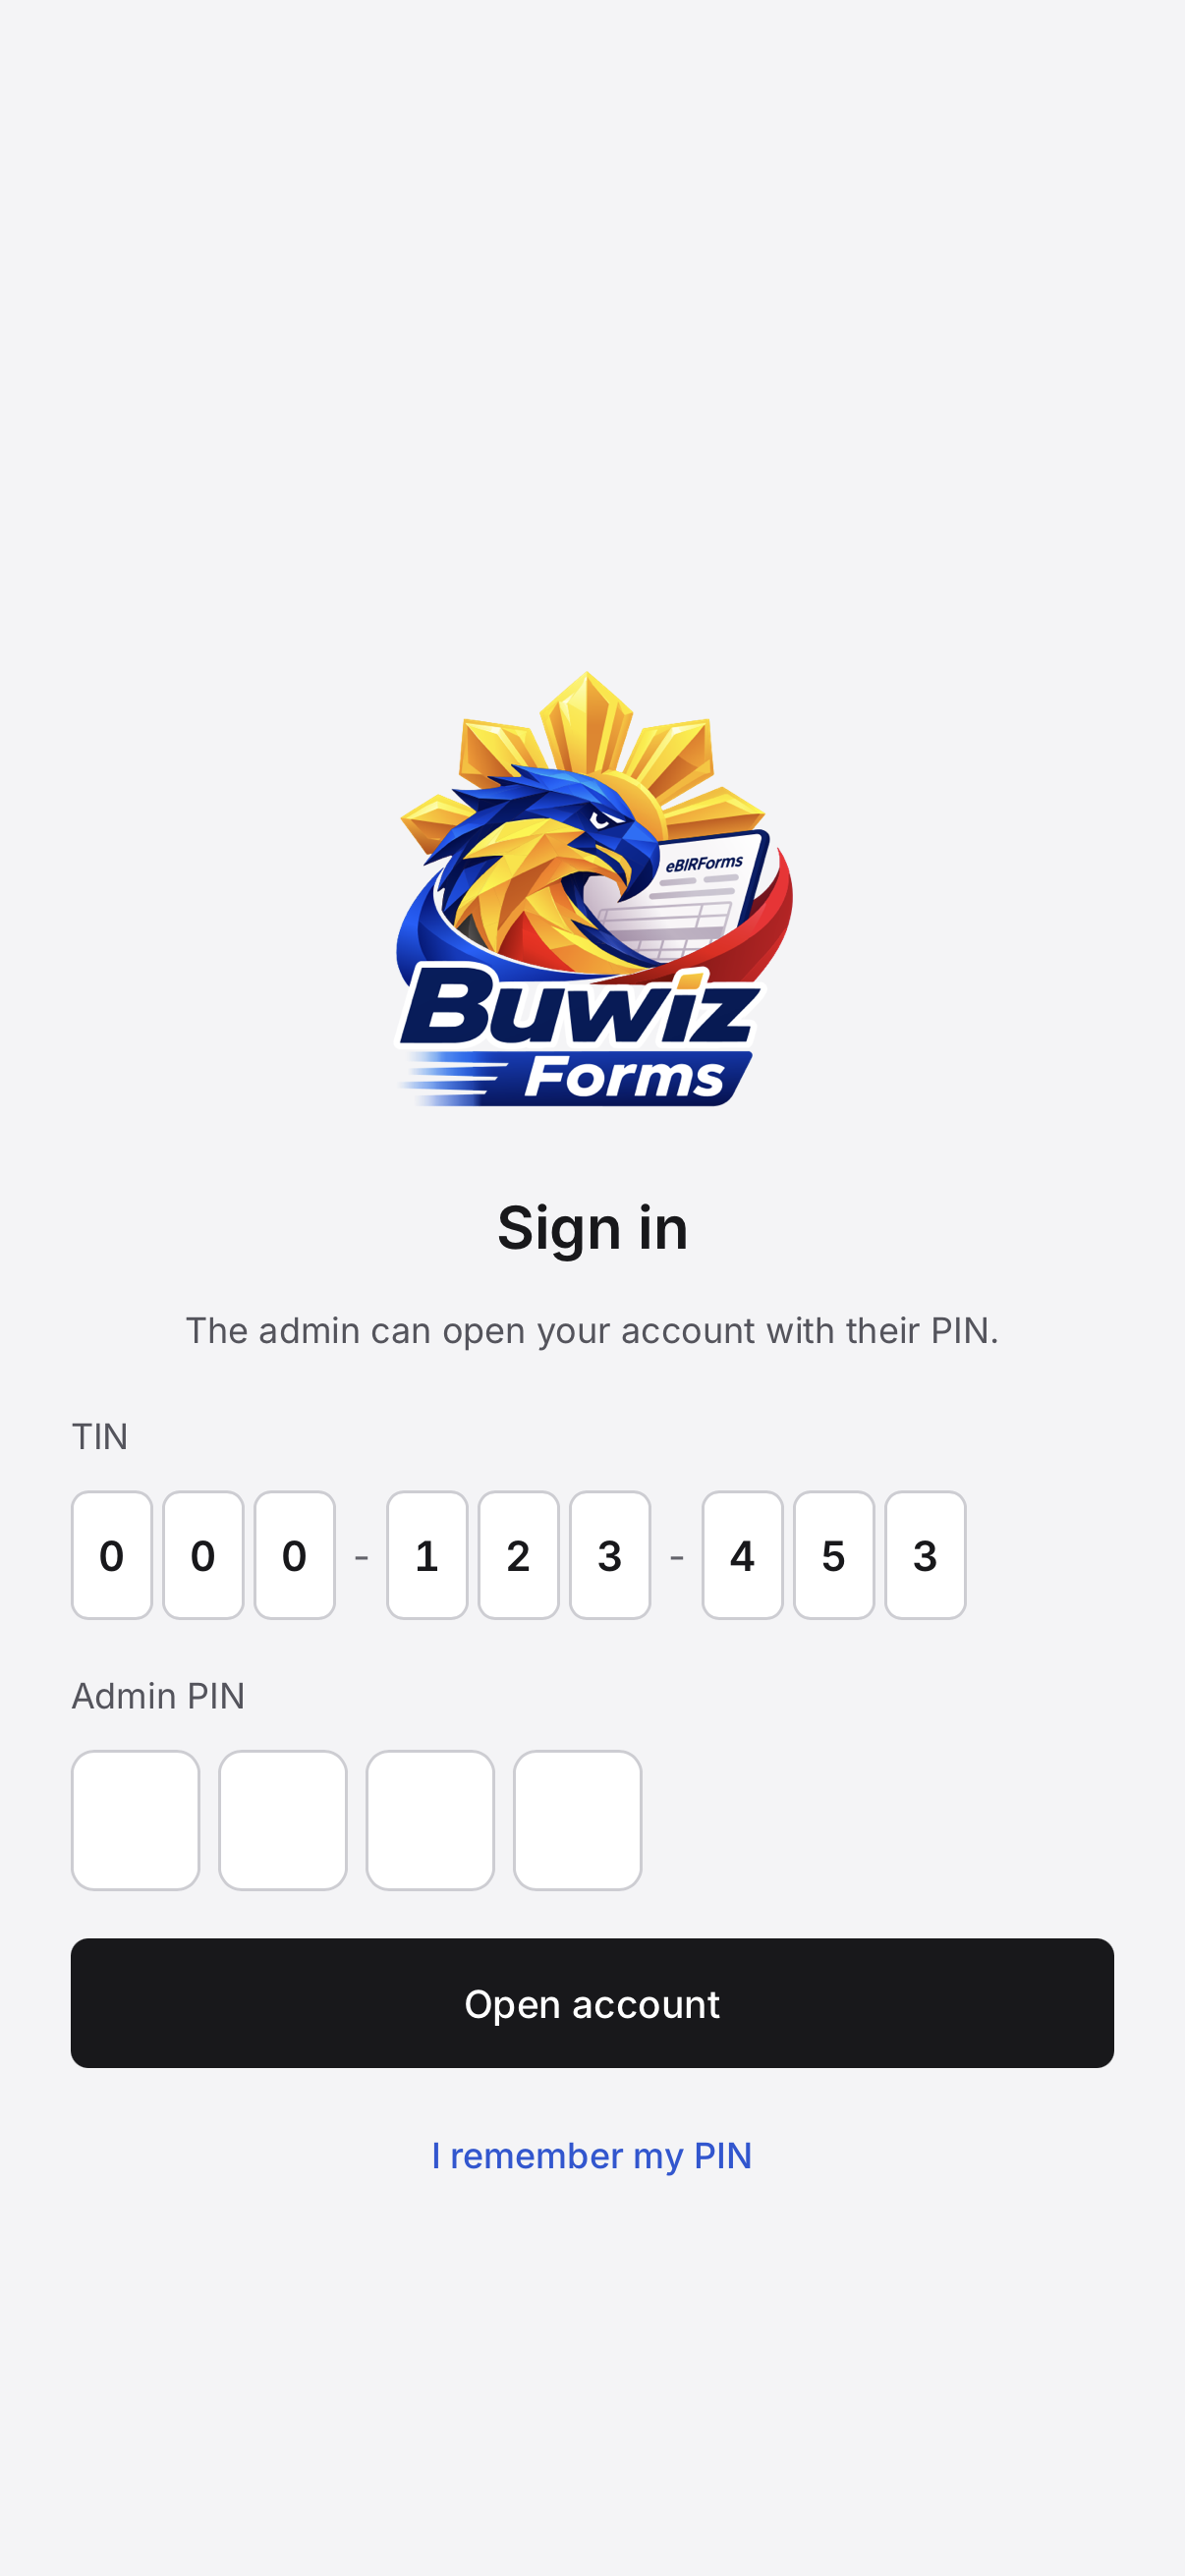 eBIRForms
Buwiz
Forms
Sign in
The admin can open your account with their PIN.
TIN
0 0 0 - 1 2 3 - 4 5 3
Admin PIN
Open account
I remember my PIN